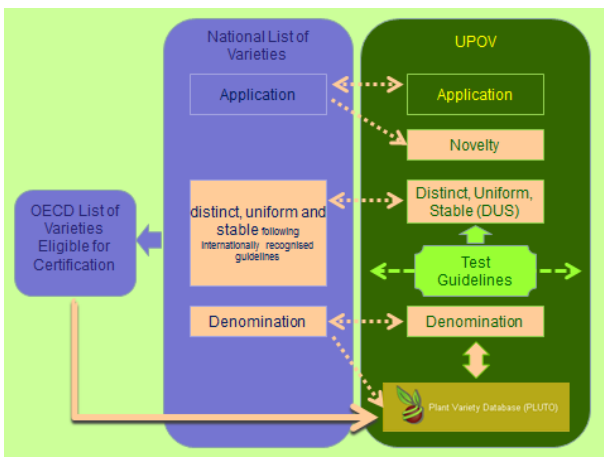 National List of
Varieties
UPOV
Application
Application
Novelty
distinct, uniform and
stable following
internationally recognised
guidelines
Distinct, Uniform,
Stable (DUS)
OECD List of
Varieties
Eligible for
Certification
Test
Guidelines
Denomination
Denomination
Plant Variety Database (PLUTO)